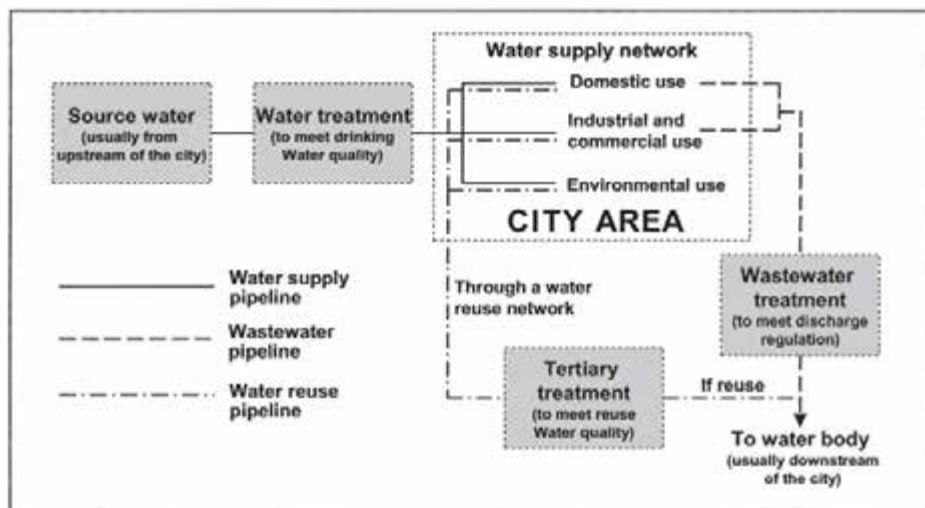 Water supply network
Domestic use
Source water
(usually from
upstream of the city)
Water treatment
(to meet drinking
Water quality)
Industrial and
commercial use
Environmental use
CITY AREA
Water supply
pipeline
Wastewater
pipeline
Water reuse
pipeline
Through a water
reuse network
Wastewater
treatment
(to meet discharge
regulation)
Tertiary
treatment
(to meet reuse
Water quality)
If reuse
To water body
(usually downstream
of the city)